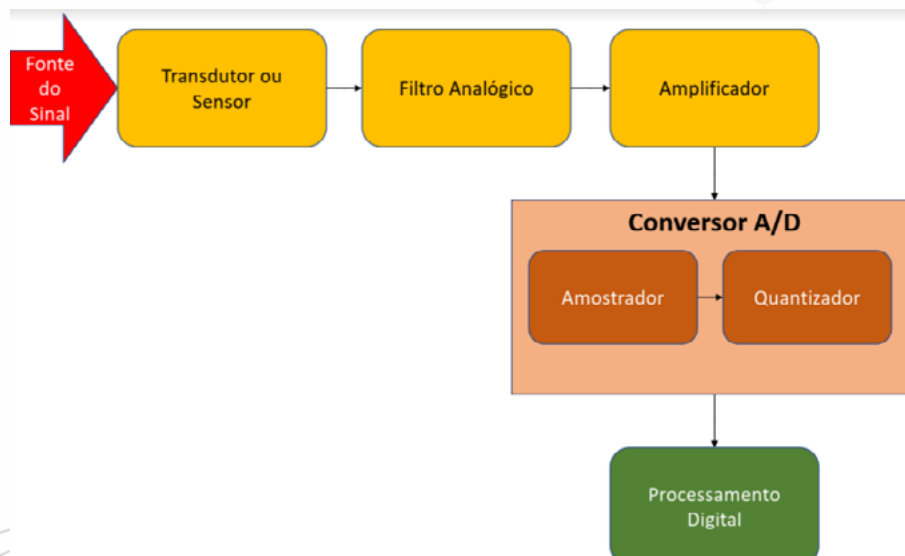 Fonte
do
Sinal
Transdutor ou
Sensor
Filtro Analógico
Amplificador
Conversor A/D
Amostrador
Quantizador
Processamento
Digital